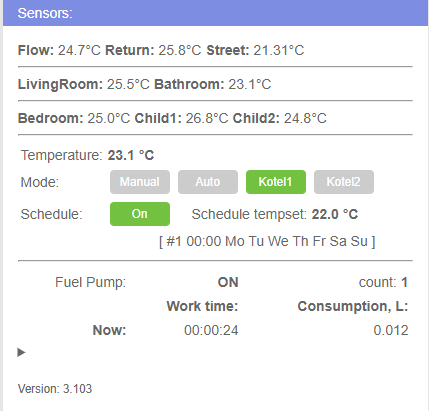 Sensors:
Flow: 24.7°C Return: 25.8°C Street: 21.31°C
LivingRoom: 25.5°C Bathroom: 23.1°C
Bedroom: 25.0°C Child1: 26.8°C Child2: 24.8°C
Temperature: 23.1 °C
Mode: Manual Auto Kotel1 Kotel2
Schedule: On Schedule tempset: 22.0 °C
[ #1 00:00 Mo Tu We Th Fr Sa Su ]
Fuel Pump: ON count: 1
Work time: Consumption, L:
Now: 00:00:24 0.012
Version: 3.103